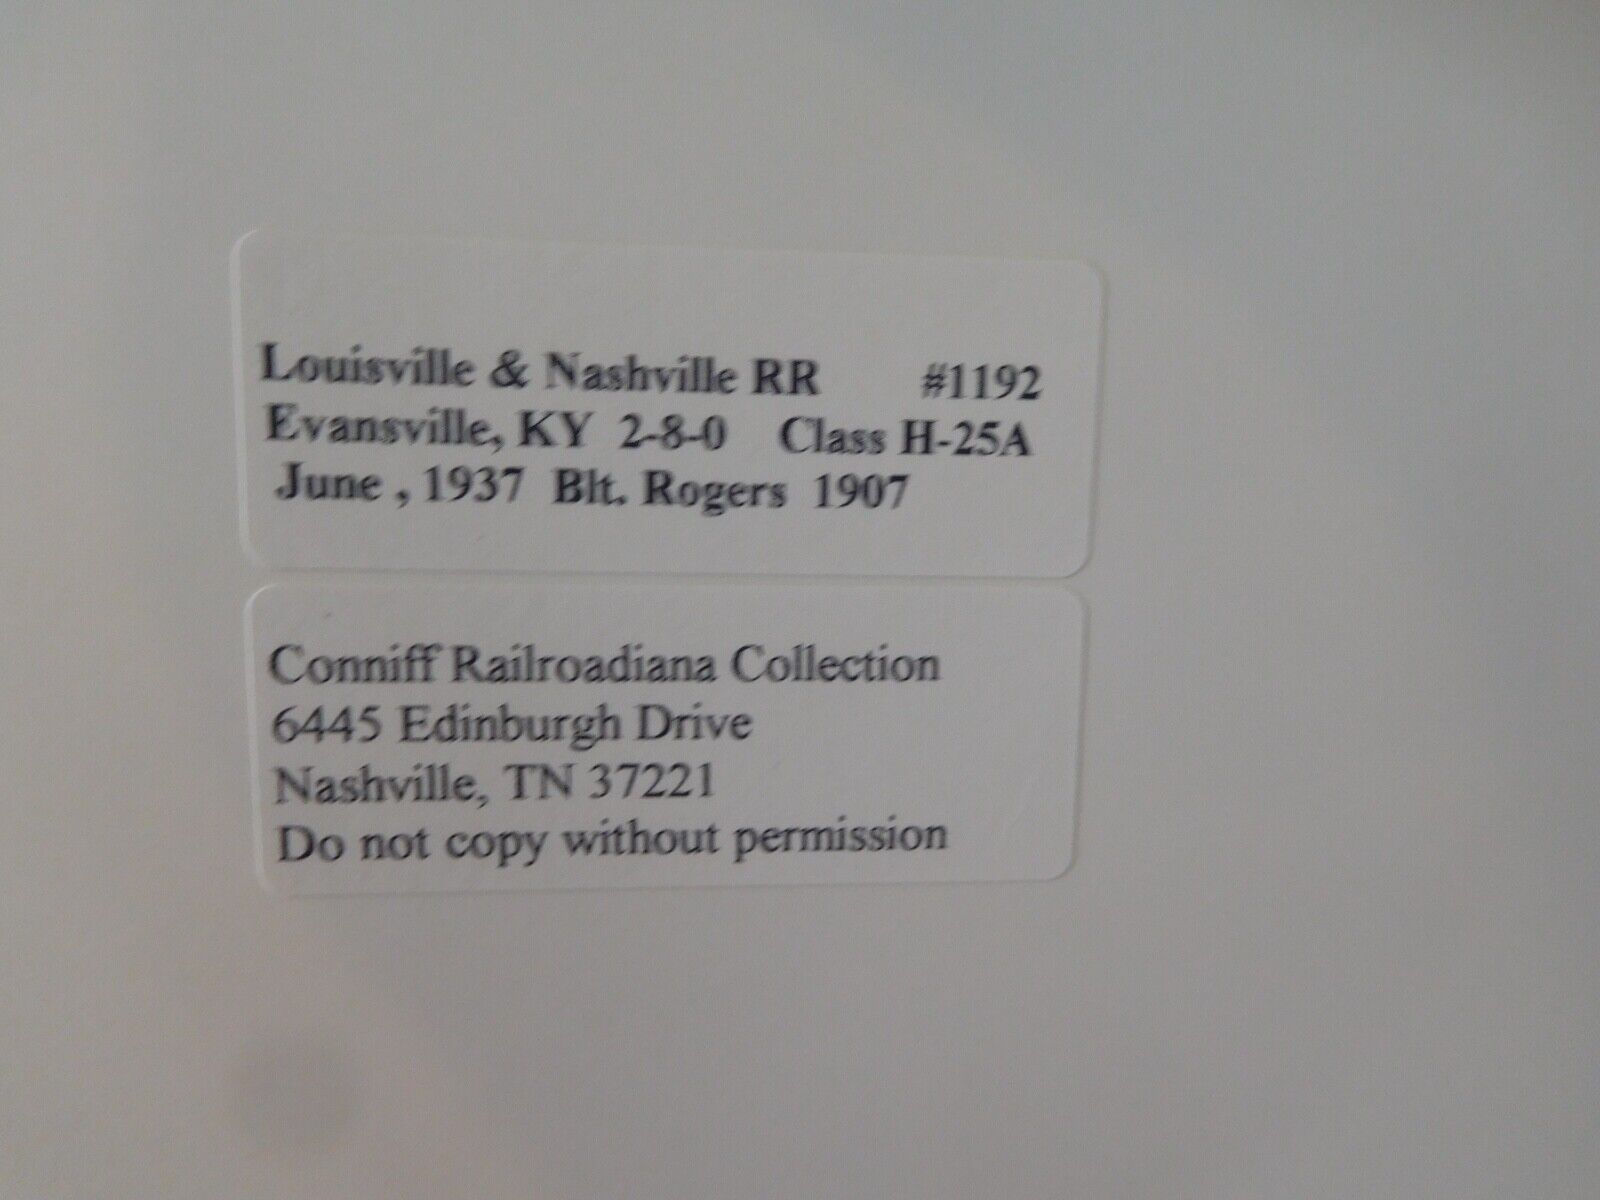 Louisville & Nashville RR #1192
Evansville, KY 2-8-0 Class H-25A
June , 1937 Blt. Rogers 1907
Conniff Railroadiana Collection
6445 Edinburgh Drive
Nashville, TN 37221
Do not copy without permission